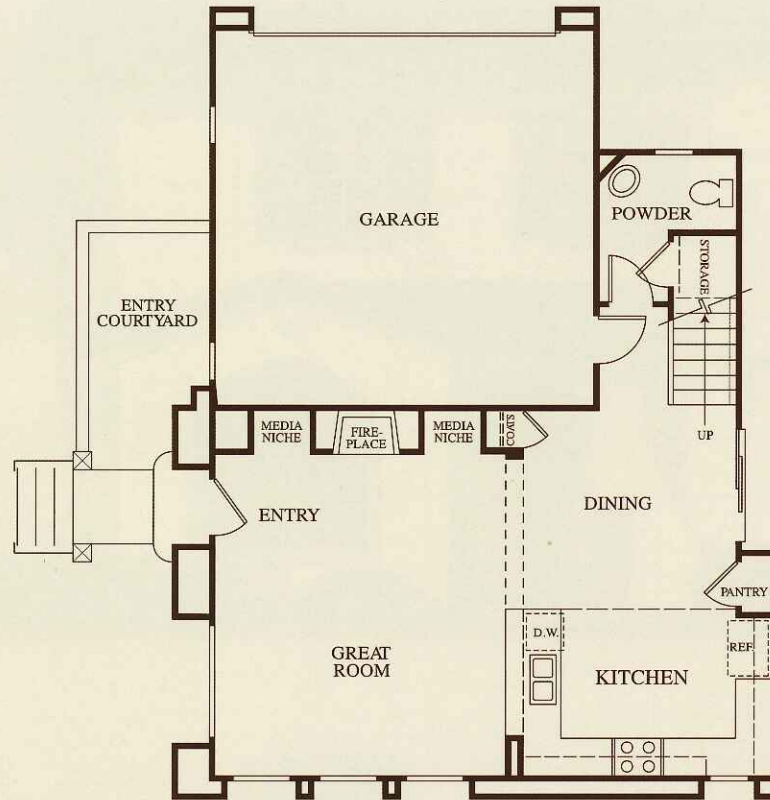 GARAGE
POWDER
STORAGE
ENTRY
COURTYARD
MEDIA
NICHE
FIRE-
PLACE
MEDIA
NICHE
COATS
UP
ENTRY
DINING
PANTRY
D.W.
REF
GREAT
ROOM
KITCHEN